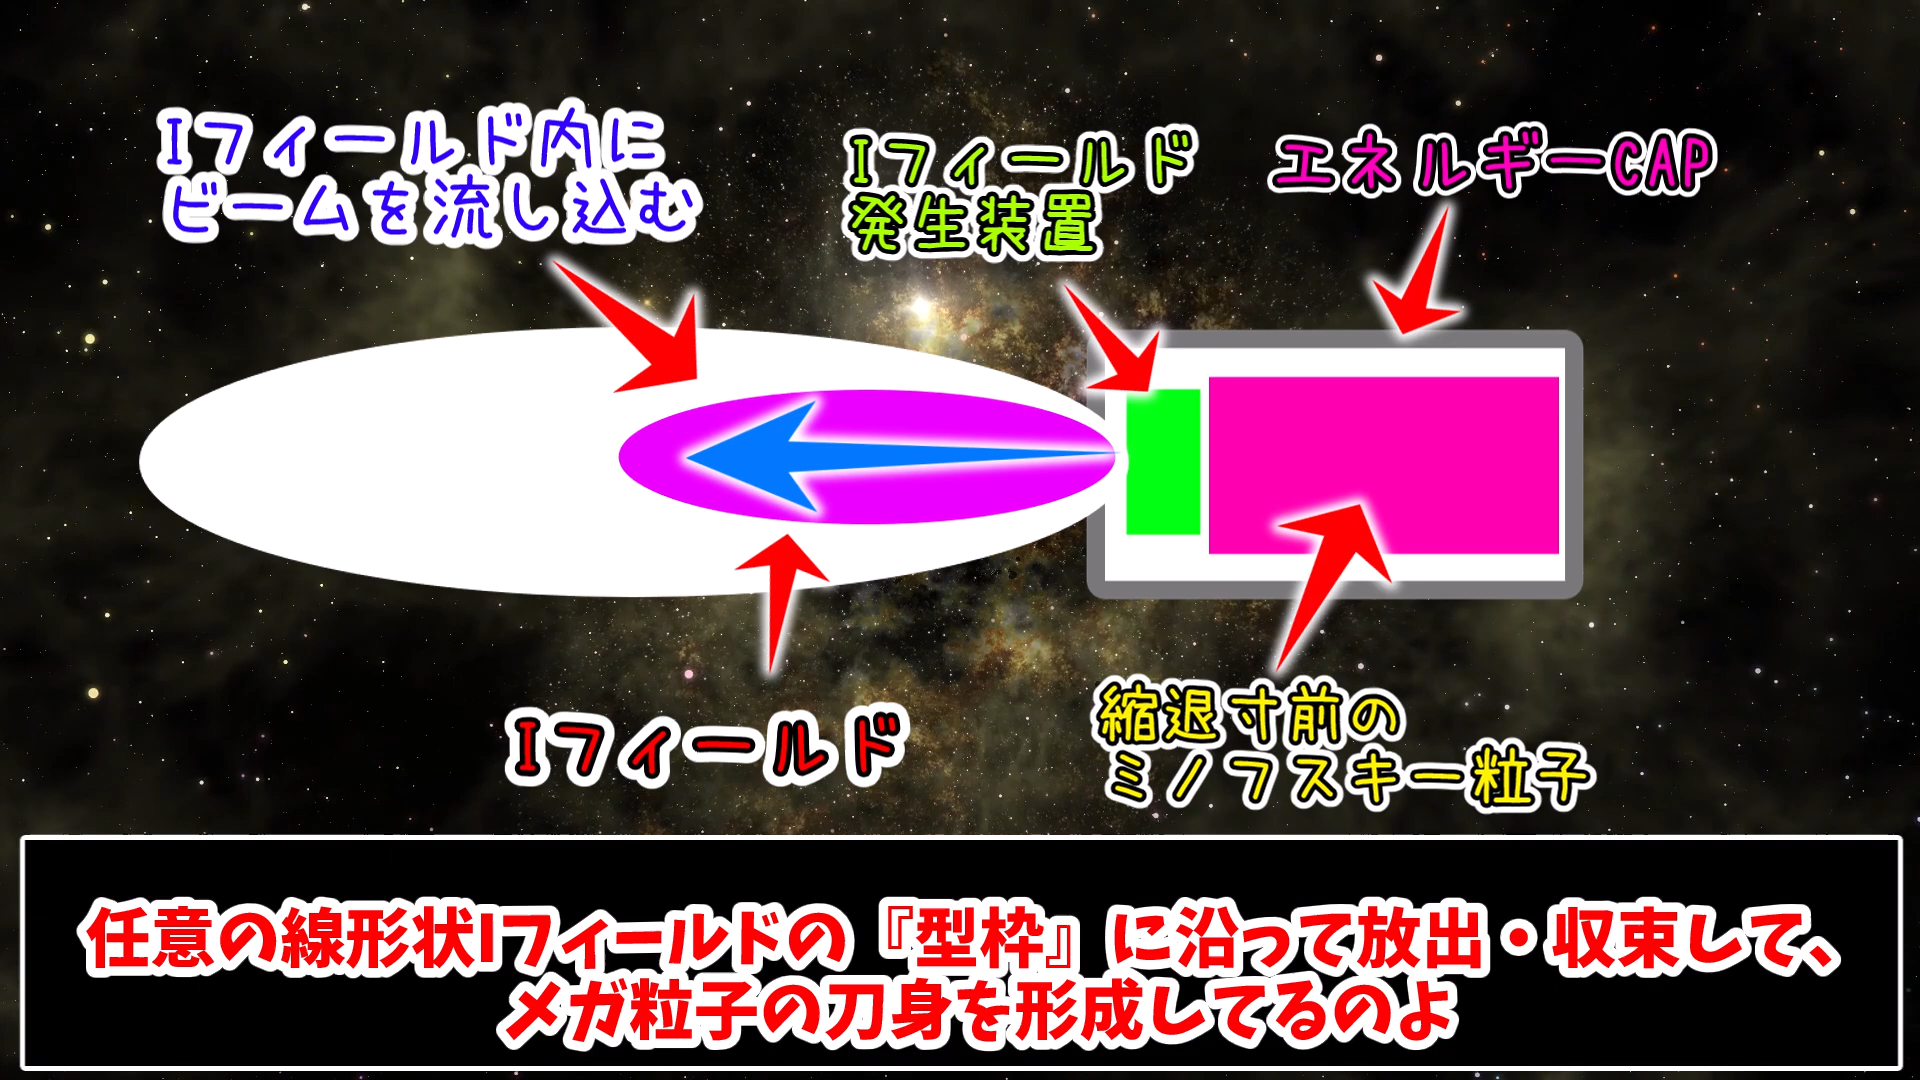 Iフィールド内に
ビームを流し込む
Iフィールド
発生装置
エネルギーCAP
Iフィールド
縮退寸前の
ミノフスキー粒子
任意の線形状Iフィールドの『型枠』に沿って放出・収束して、
メガ粒子の刀身を形成してるのよ